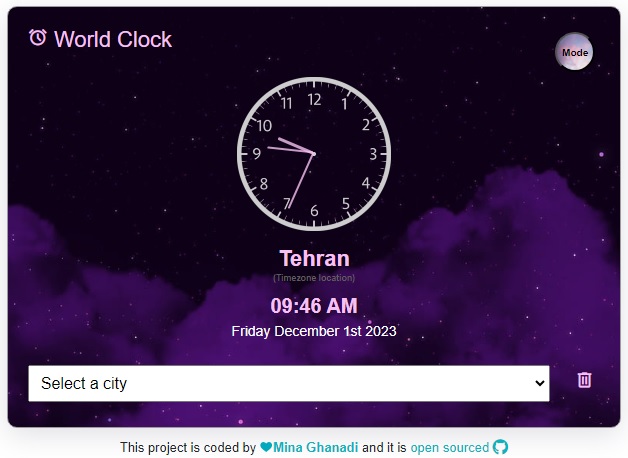 World Clock
Mode
12
1
2
3
4
5
6
7
8
9
10
11
Tehran
(Timezone location)
09:46 AM
Friday December 1st 2023
Select a city
This project is coded by Mina Ghanadi and it is open sourced